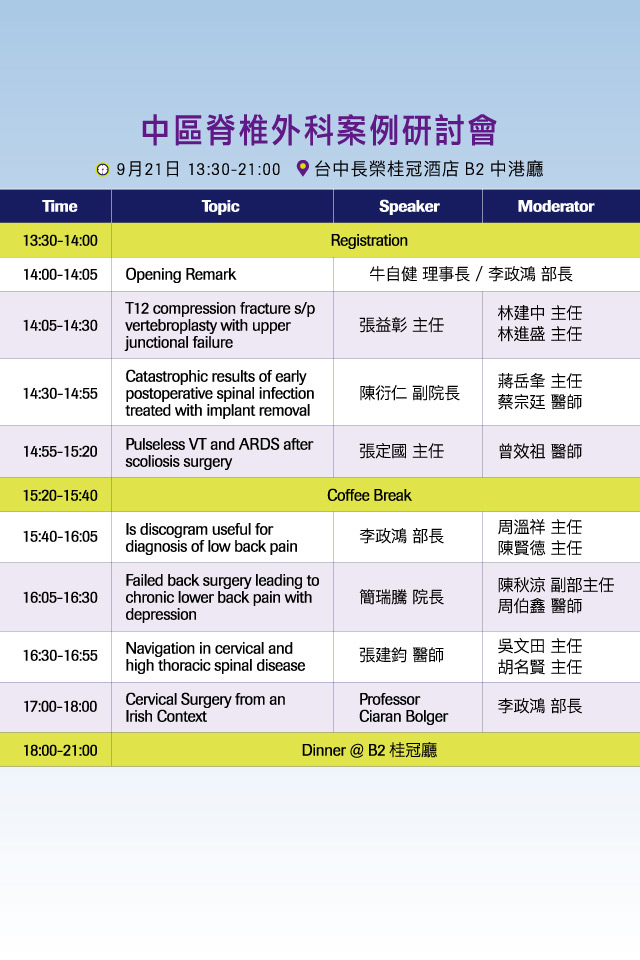 中區脊椎外科案例研討會
9月21日 13:30-21:00 台中長榮桂冠酒店 B2 中港廳
Time Topic Speaker Moderator
13:30-14:00 Registration
14:00-14:05 Opening Remark 牛自健 理事長 / 李政鴻 部長
14:05-14:30 T12 compression fracture s/p
vertebroplasty with upper
junctional failure
張益彰 主任
林建中 主任
林進盛 主任
14:30-14:55 Catastrophic results of early
postoperative spinal infection
treated with implant removal
陳衍仁 副院長
蔣岳夆 主任
蔡宗廷 醫師
14:55-15:20 Pulseless VT and ARDS after
scoliosis surgery
張定國 主任
曾效祖 醫師
15:20-15:40 Coffee Break
15:40-16:05 Is discogram useful for
diagnosis of low back pain
李政鴻 部長
周溫祥 主任
陳賢德 主任
16:05-16:30 Failed back surgery leading to
chronic lower back pain with
depression
簡瑞騰 院長
陳秋涼 副部主任
周伯鑫 醫師
16:30-16:55 Navigation in cervical and
high thoracic spinal disease
張建鈞 醫師
吳文田 主任
胡名賢 主任
17:00-18:00 Cervical Surgery from an
Irish Context
Professor
Ciaran Bolger
李政鴻 部長
18:00-21:00 Dinner @ B2 桂冠廳